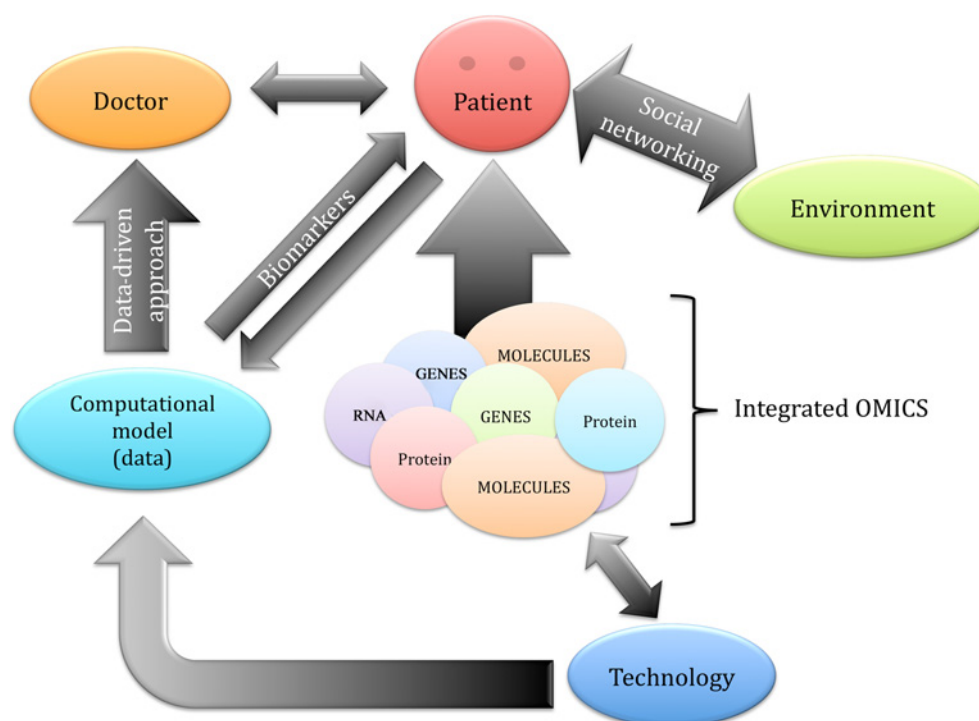 Doctor
Patient
Social
networking
Environment
Data-driven
approach
Biomarkers
MOLECULES
GENES
RNA
GENES
Protein
Protein
MOLECULES
Integrated OMICS
Computational
model
(data)
Technology